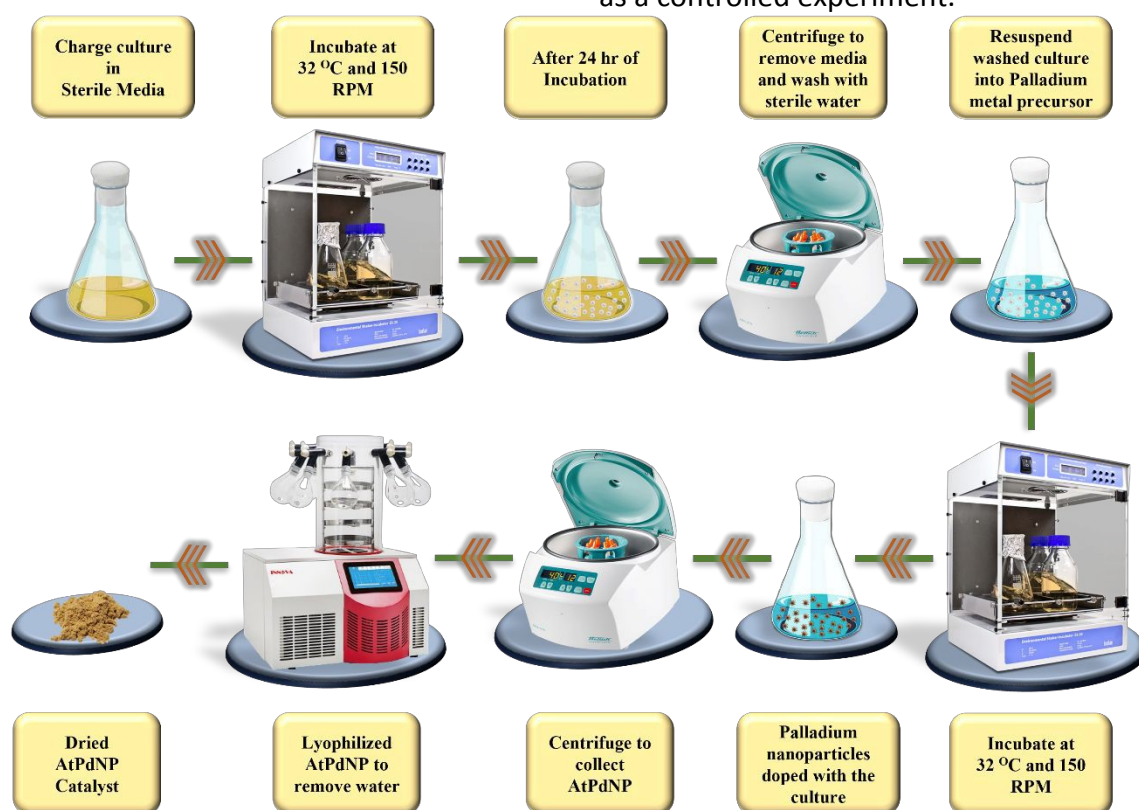 as a controlled experiment.
Charge culture
in
Sterile Media
Incubate at
32 ᴼC and 150
RPM
After 24 hr of
Incubation
Centrifuge to
remove media
and wash with
sterile water
Resuspend
washed culture
into Palladium
metal precursor
Dried
AtPdNP
Catalyst
Lyophilized
AtPdNP to
remove water
Centrifuge to
collect
AtPdNP
Palladium
nanoparticles
doped with the
culture
Incubate at
32 ᴼC and 150
RPM